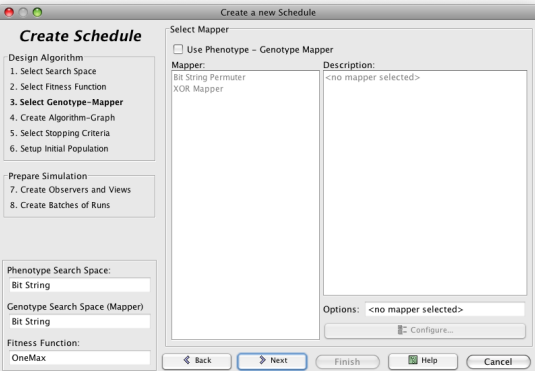 Create a new Schedule
Create Schedule
Design Algorithm
1. Select Search Space
2. Select Fitness Function
3. Select Genotype-Mapper
4. Create Algorithm-Graph
5. Select Stopping Criteria
6. Setup Initial Population
Prepare Simulation
7. Create Observers and Views
8. Create Batches of Runs
Phenotype Search Space:
Bit String
Genotype Search Space (Mapper)
Bit String
Fitness Function:
OneMax
Select Mapper
Use Phenotype - Genotype Mapper
Mapper:
Bit String Permuter
XOR Mapper
Description:
<no mapper selected>
Options: <no mapper selected>
Configure...
Back Next Finish Help Cancel